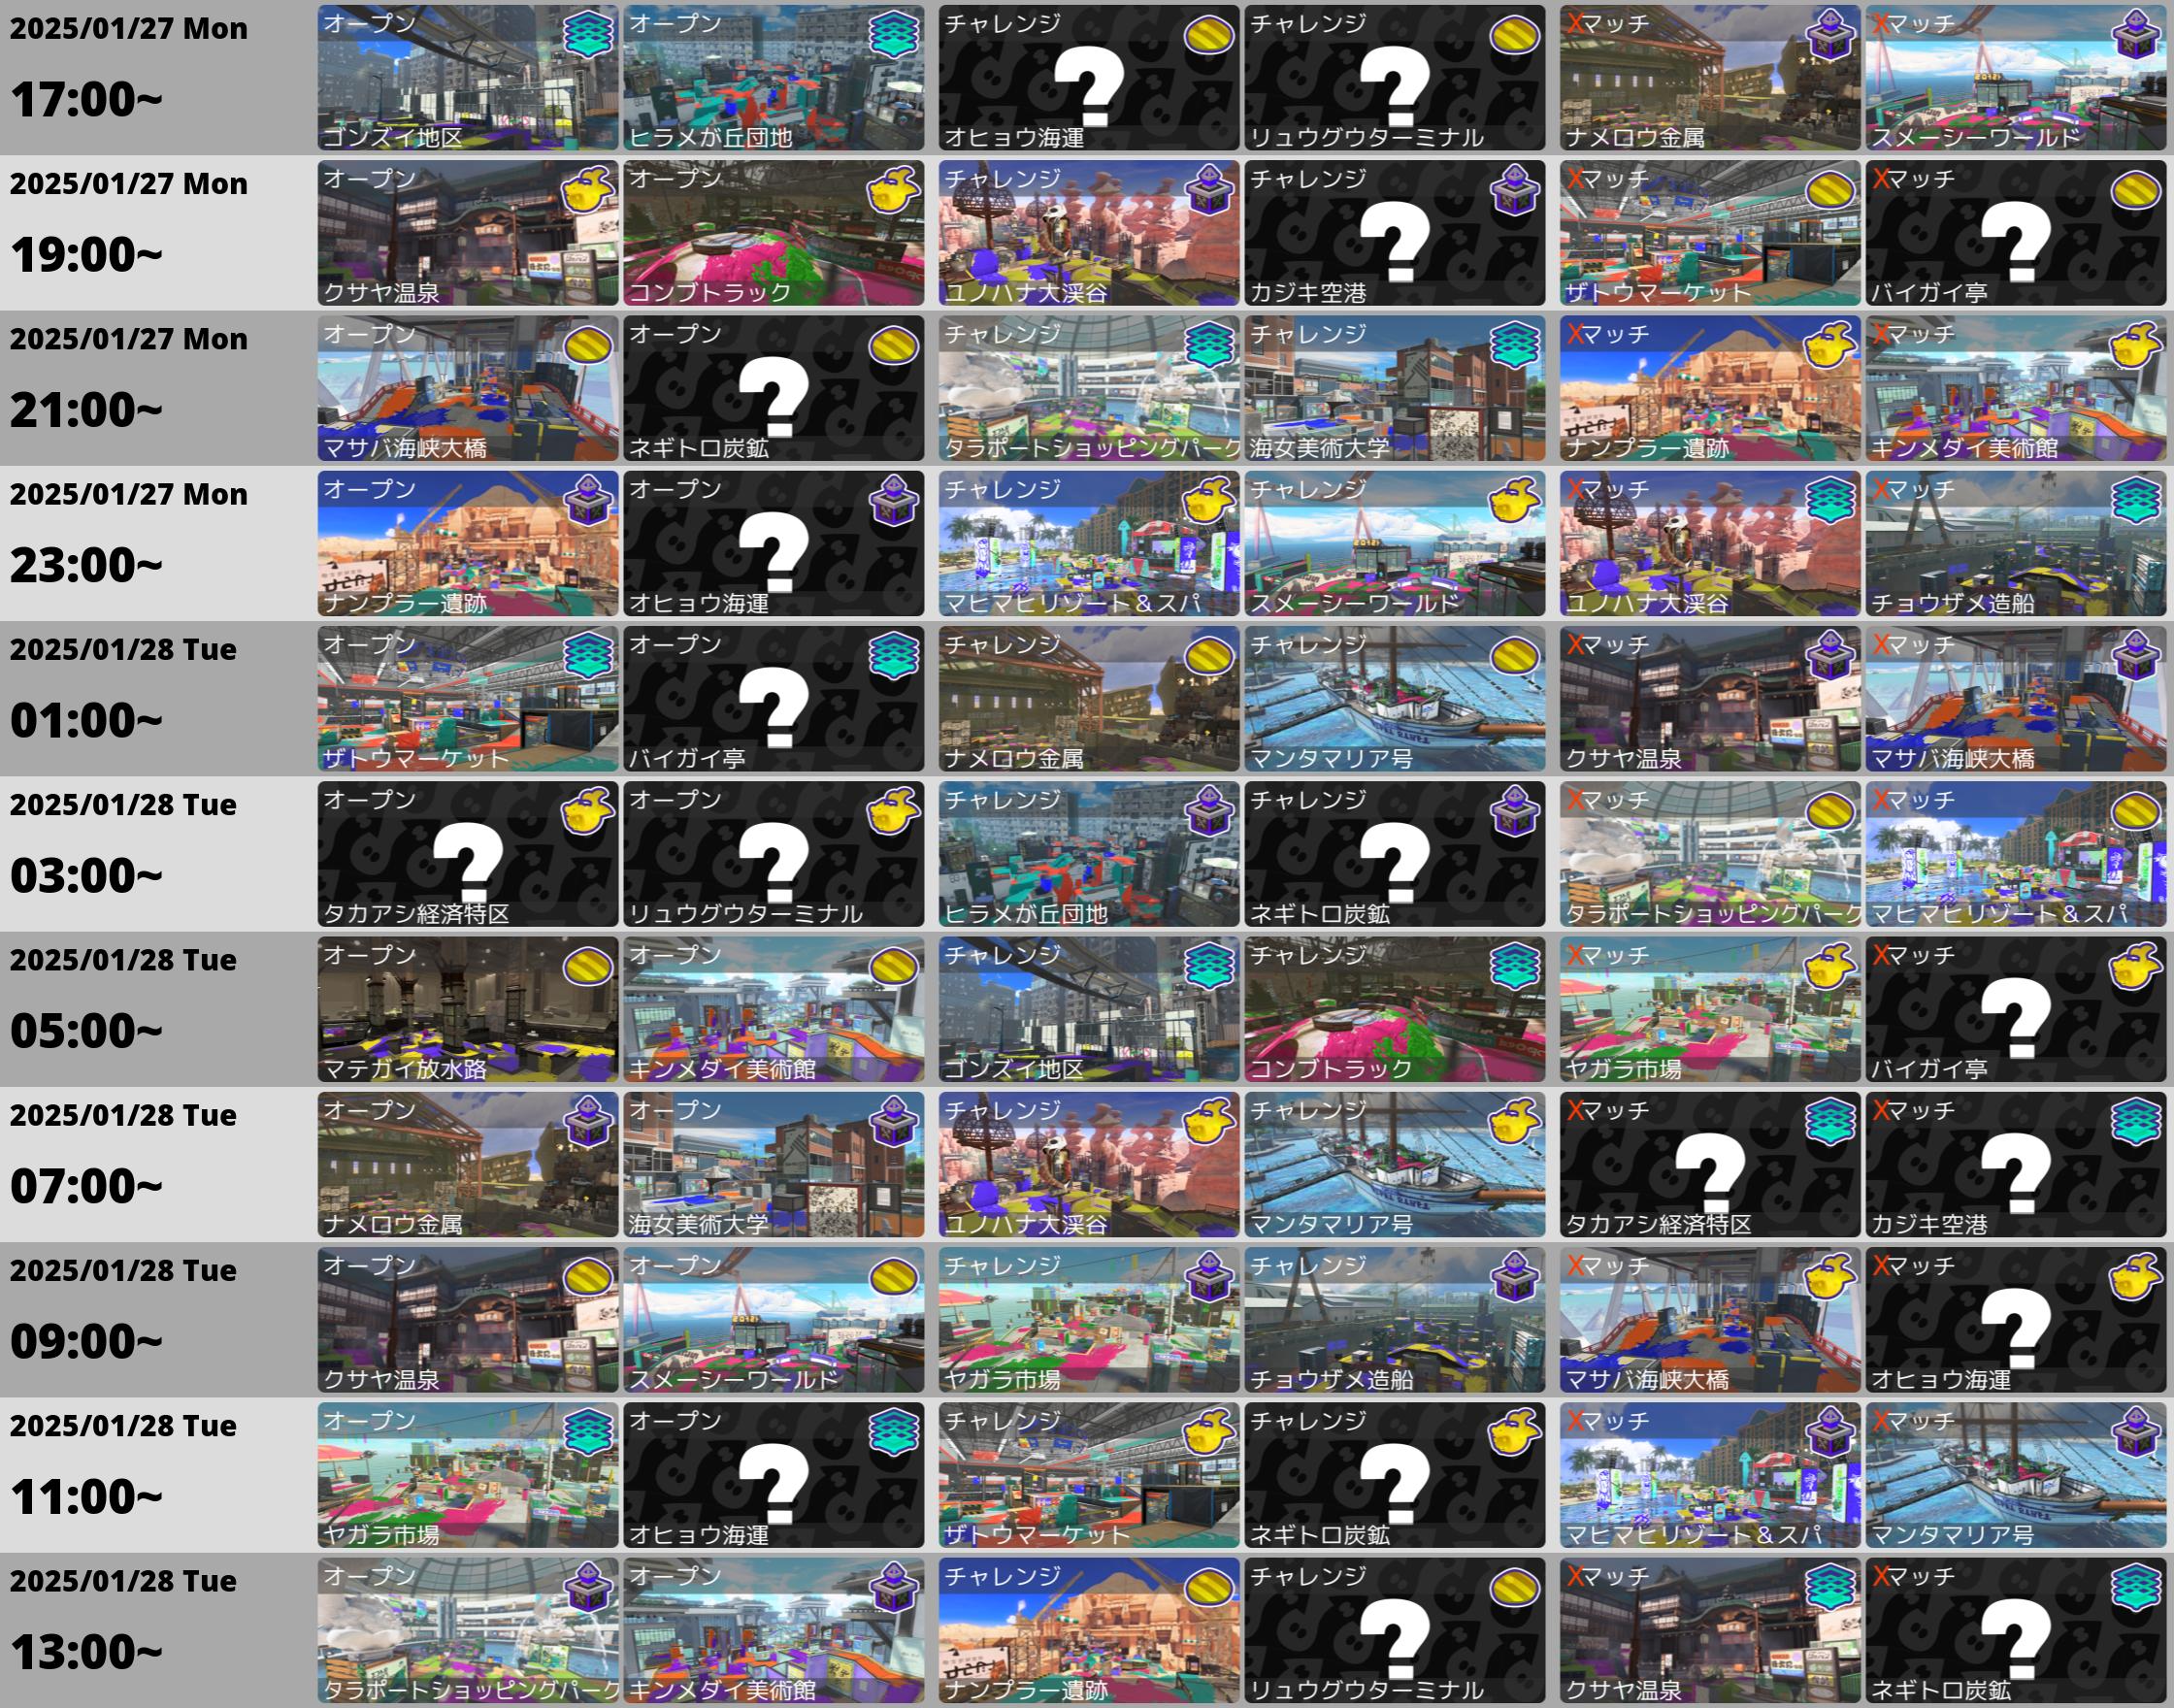 2025/01/27 Mon
17:00~
オープン
ゴンズイ地区
オープン
ヒラメが丘団地
チャレンジ
?
オヒョウ海運
チャレンジ
?
リュウグウターミナル
Xマッチ
ナメロウ金属
Xマッチ
スメーシーワールド
2025/01/27 Mon
19:00~
オープン
クサヤ温泉
オープン
コンブトラック
チャレンジ
ユノハナ大渓谷
チャレンジ
?
カジキ空港
Xマッチ
ザトウマーケット
Xマッチ
?
バイガイ亭
2025/01/27 Mon
21:00~
オープン
マサバ海峡大橋
オープン
?
ネギトロ炭鉱
チャレンジ
タラポートショッピングパーク
チャレンジ
海女美術大学
Xマッチ
ナンプラー遺跡
Xマッチ
キンメダイ美術館
2025/01/27 Mon
23:00~
オープン
ナンプラー遺跡
オープン
?
オヒョウ海運
チャレンジ
マヒマヒリゾート＆スパ
チャレンジ
スメーシーワールド
Xマッチ
ユノハナ大渓谷
Xマッチ
チョウザメ造船
2025/01/28 Tue
01:00~
オープン
ザトウマーケット
オープン
?
バイガイ亭
チャレンジ
ナメロウ金属
チャレンジ
マンタマリア号
Xマッチ
クサヤ温泉
Xマッチ
マサバ海峡大橋
2025/01/28 Tue
03:00~
オープン
?
タカアシ経済特区
オープン
?
リュウグウターミナル
チャレンジ
ヒラメが丘団地
チャレンジ
?
ネギトロ炭鉱
Xマッチ
タラポートショッピングパーク
Xマッチ
マヒマヒリゾート＆スパ
2025/01/28 Tue
05:00~
オープン
マテガイ放水路
オープン
キンメダイ美術館
チャレンジ
ゴンズイ地区
チャレンジ
コンブトラック
Xマッチ
ヤガラ市場
Xマッチ
?
バイガイ亭
2025/01/28 Tue
07:00~
オープン
ナメロウ金属
オープン
海女美術大学
チャレンジ
ユノハナ大渓谷
チャレンジ
マンタマリア号
Xマッチ
?
タカアシ経済特区
Xマッチ
?
カジキ空港
2025/01/28 Tue
09:00~
オープン
クサヤ温泉
オープン
スメーシーワールド
チャレンジ
ヤガラ市場
チャレンジ
チョウザメ造船
Xマッチ
マサバ海峡大橋
Xマッチ
?
オヒョウ海運
2025/01/28 Tue
11:00~
オープン
ヤガラ市場
オープン
?
オヒョウ海運
チャレンジ
ザトウマーケット
チャレンジ
?
ネギトロ炭鉱
Xマッチ
マヒマヒリゾート＆スパ
Xマッチ
マンタマリア号
2025/01/28 Tue
13:00~
オープン
タラポートショッピングパーク
オープン
キンメダイ美術館
チャレンジ
ナンプラー遺跡
チャレンジ
?
リュウグウターミナル
Xマッチ
クサヤ温泉
Xマッチ
?
ネギトロ炭鉱